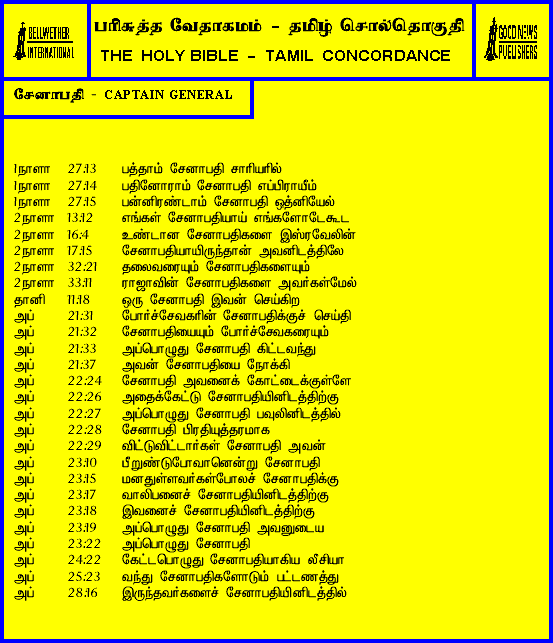 BELLWETHER
INTERNATIONAL
பரிசுத்த வேதாகமம் - தமிழ் சொல்தொகுதி
THE HOLY BIBLE - TAMIL CONCORDANCE
GOOD NEWS
PUBLISHERS
சேனாபதி - CAPTAIN GENERAL
1நாளா 27:13 பத்தாம் சேனாபதி சாரியரில்
1நாளா 27:14 பதினோராம் சேனாபதி எப்பிராயீம்
1நாளா 27:15 பன்னிரண்டாம் சேனாபதி ஒத்னியேல்
2நாளா 13:12 எங்கள் சேனாபதியாய் எங்களோடேகூட
2நாளா 16:4 உண்டான சேனாபதிகளை இஸ்ரவேலின்
2நாளா 17:15 சேனாபதியாயிருந்தான் அவனிடத்திலே
2நாளா 32:21 தலைவரையும் சேனாபதிகளையும்
2நாளா 33:11 ராஜாவின் சேனாபதிகளை அவர்கள்மேல்
தானி 11:18 ஒரு சேனாபதி இவன் செய்கிற
அப் 21:31 போர்ச்சேவகரின் சேனாபதிக்குச் செய்தி
அப் 21:32 சேனாபதியையும் போர்ச்சேவகரையும்
அப் 21:33 அப்பொழுது சேனாபதி கிட்டவந்து
அப் 21:37 அவன் சேனாபதியை நோக்கி
அப் 22:24 சேனாபதி அவனைக் கோட்டைக்குள்ளே
அப் 22:26 அதைக்கேட்டு சேனாபதியினிடத்திற்கு
அப் 22:27 அப்பொழுது சேனாபதி பவுலினிடத்தில்
அப் 22:28 சேனாபதி பிரதியுத்தரமாக
அப் 22:29 விட்டுவிட்டார்கள் சேனாபதி அவன்
அப் 23:10 பீறுண்டுபோவானென்று சேனாபதி
அப் 23:15 மனதுள்ளவர்கள்போலச் சேனாபதிக்கு
அப் 23:17 வாலிபனைச் சேனாபதியினிடத்திற்கு
அப் 23:18 இவனைச் சேனாபதியினிடத்திற்கு
அப் 23:19 அப்பொழுது சேனாபதி அவனுடைய
அப் 23:22 அப்பொழுது சேனாபதி
அப் 24:22 கேட்டபொழுது சேனாபதியாகிய லீசியா
அப் 25:23 வந்து சேனாபதிகளோடும் பட்டணத்து
அப் 28:16 இருந்தவர்களைச் சேனாபதியினிடத்தில்